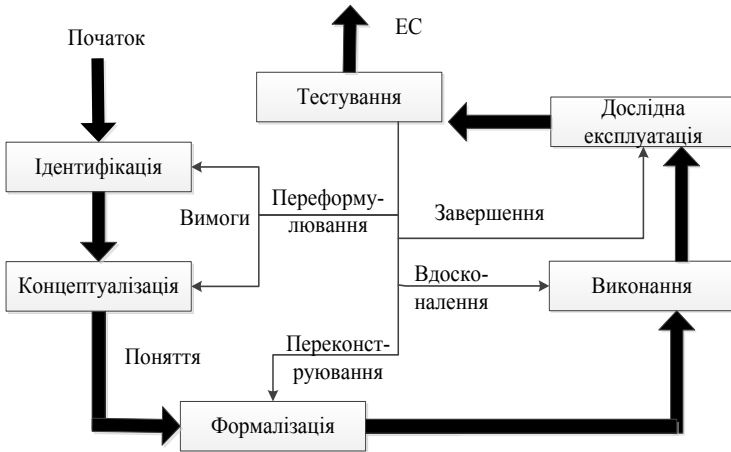 ЕС
Початок
Тестування
Дослідна
експлуатація
Ідентифікація
Переформу-
лювання
Вимоги
Завершення
Концептуалізація
Вдоско-
налення
Виконання
Поняття
Переконст-
руювання
Формалізація